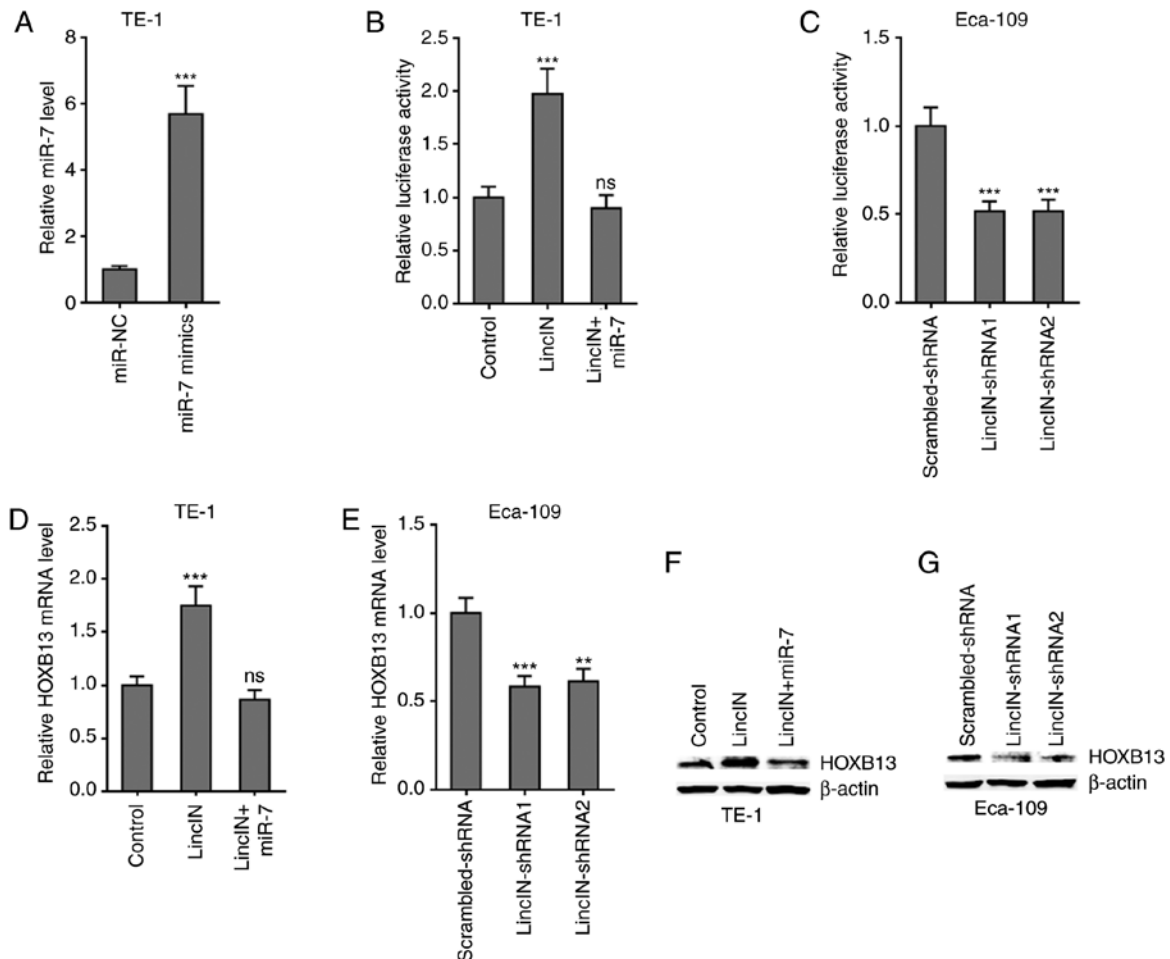 A
TE-1
Relative miR-7 level
8
6
4
2
0
***
miR-NC
miR-7 mimics
B
TE-1
Relative luciferase activity
2.5
2.0
1.5
1.0
0.5
0.0
***
ns
Control
LincIN
LincIN+
miR-7
C
Eca-109
Relative luciferase activity
1.5
1.0
0.5
0.0
***
***
Scrambled-shRNA
LincIN-shRNA1
LincIN-shRNA2
D
TE-1
Relative HOXB13 mRNA level
2.5
2.0
1.5
1.0
0.5
0.0
***
ns
Control
LincIN
LincIN+
miR-7
E
Eca-109
Relative HOXB13 mRNA level
1.5
1.0
0.5
0.0
***
**
Scrambled-shRNA
LincIN-shRNA1
LincIN-shRNA2
F
Control
LincIN
LincIN+miR-7
HOXB13
β-actin
TE-1
G
Scrambled-shRNA
LincIN-shRNA1
LincIN-shRNA2
HOXB13
β-actin
Eca-109